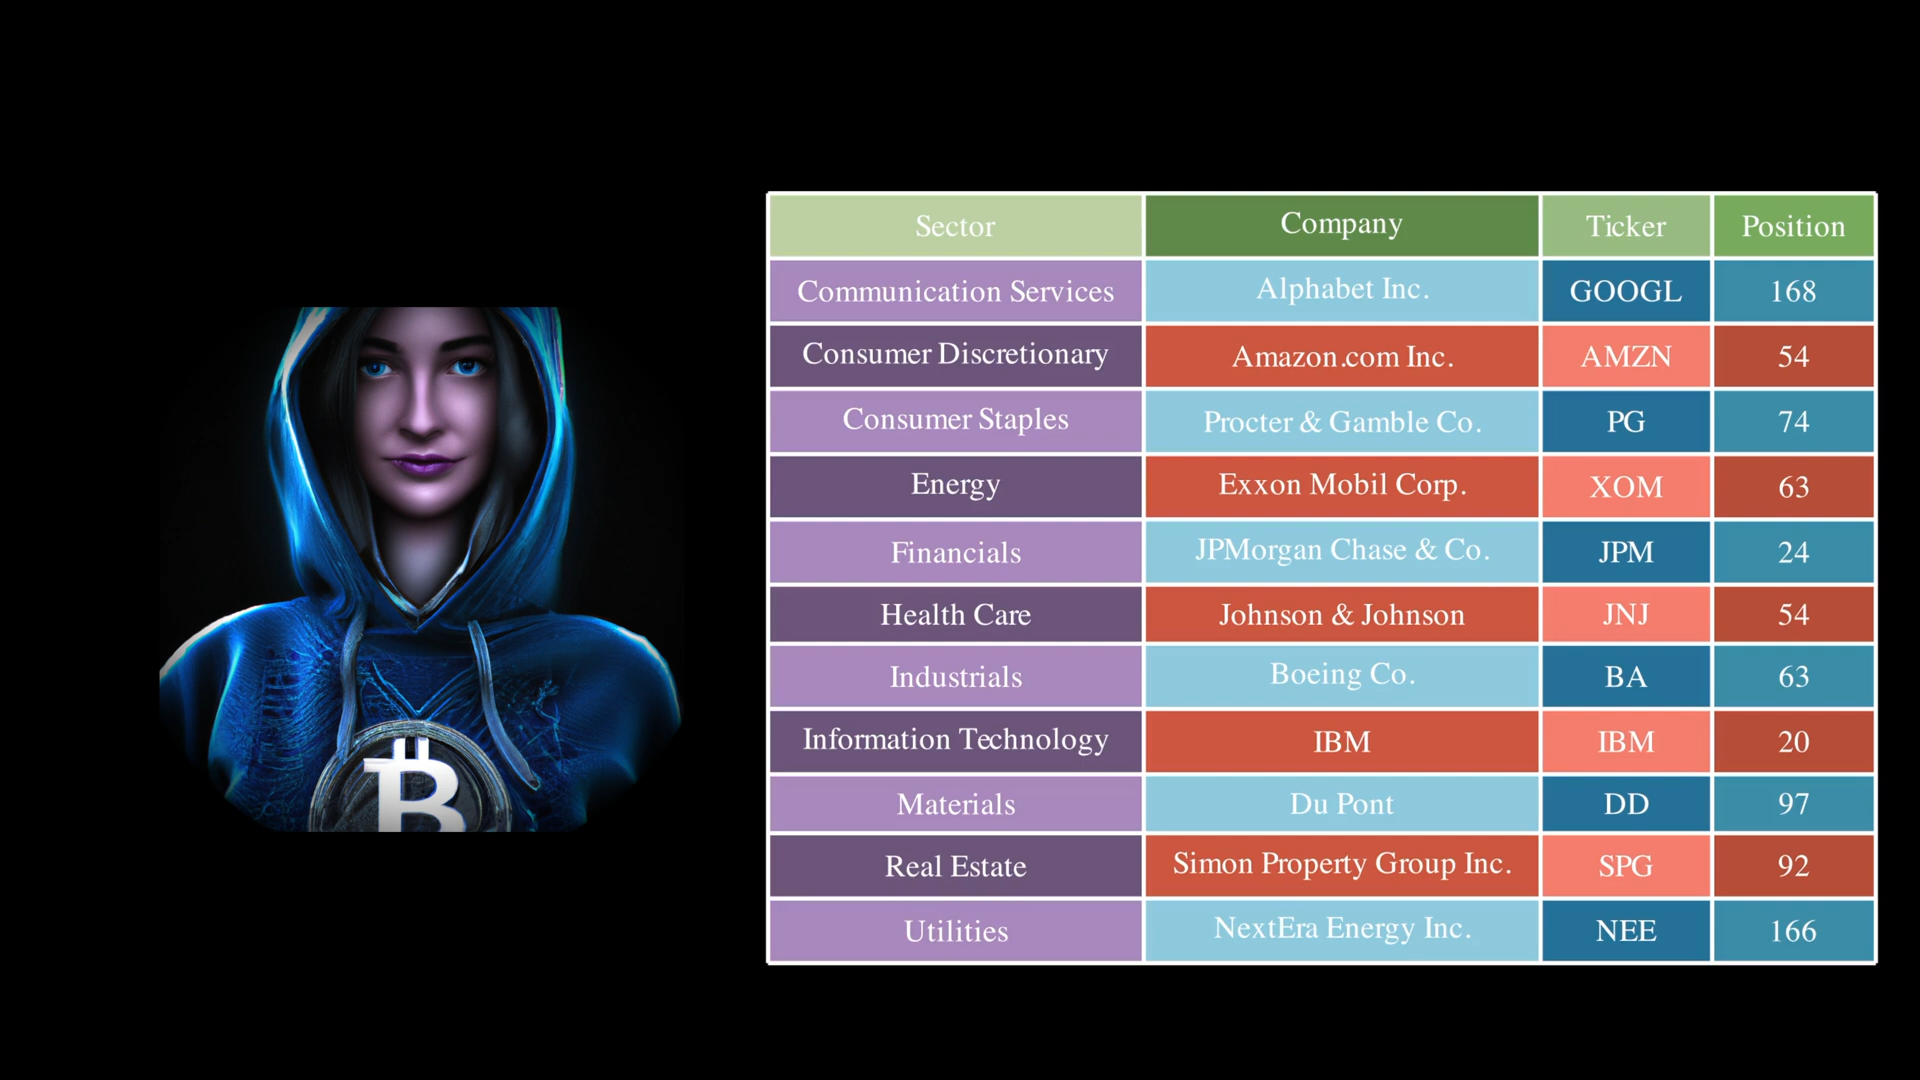 Sector Company Ticker Position
Communication Services Alphabet Inc. GOOGL 168
Consumer Discretionary Amazon.com Inc. AMZN 54
Consumer Staples Procter & Gamble Co. PG 74
Energy Exxon Mobil Corp. XOM 63
Financials JPMorgan Chase & Co. JPM 24
Health Care Johnson & Johnson JNJ 54
Industrials Boeing Co. BA 63
Information Technology IBM IBM 20
Materials Du Pont DD 97
Real Estate Simon Property Group Inc. SPG 92
Utilities NextEra Energy Inc. NEE 166